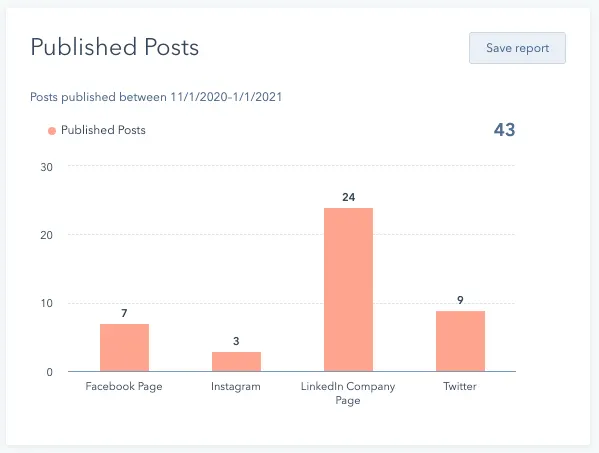 Published Posts
Save report
Posts published between 11/1/2020–1/1/2021
Published Posts
43
30
20
10
0
7
3
24
9
Facebook Page
Instagram
LinkedIn Company
Page
Twitter